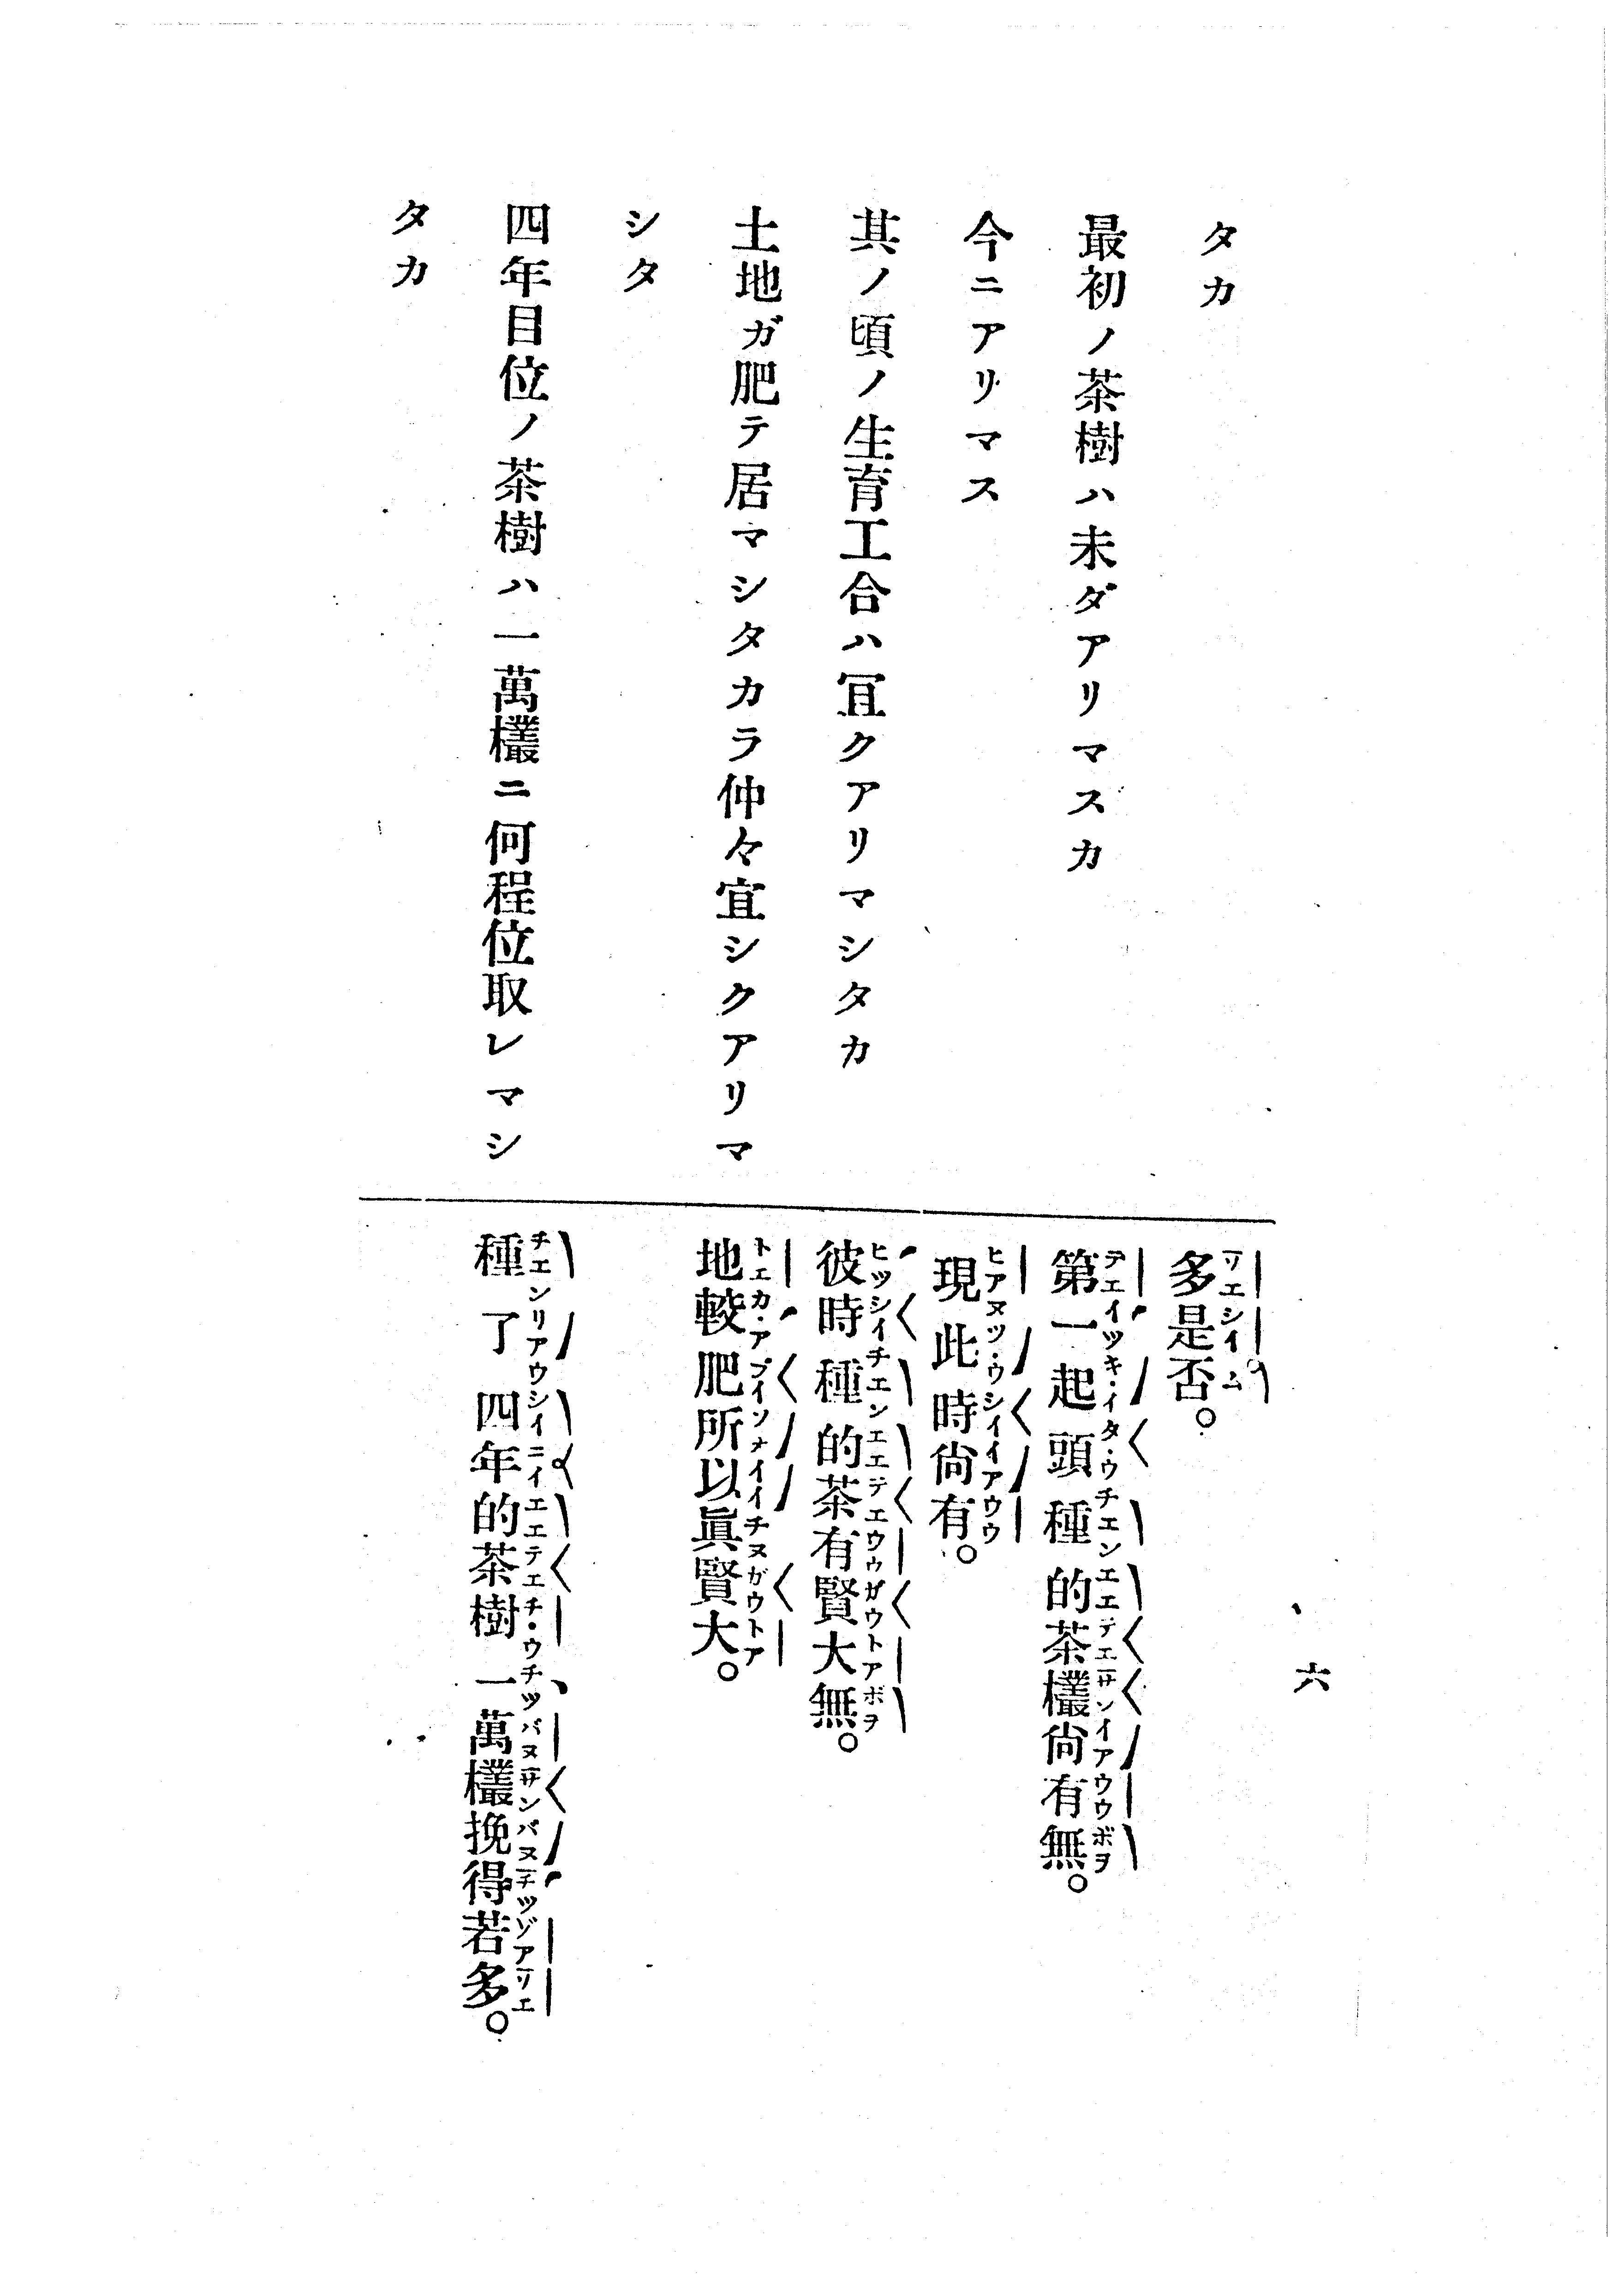 六
タカ
最初ノ茶樹ハ未ダアリマスカ
今ニアリマス
其ノ頃ノ生育工合ハ冝クアリマシタカ
土地ガ肥テ居マシタカラ仲々宜シクアリマ
シタ
四年目位ノ茶樹ハ一萬欉ニ何程位取レマシ
タカ
多是否。
第一起頭種的茶欉尙有無。
現此時尙有。
彼時種的茶有賢大無。
地較肥所以眞賢大。
種了四年的茶樹一萬欉挽得若多。